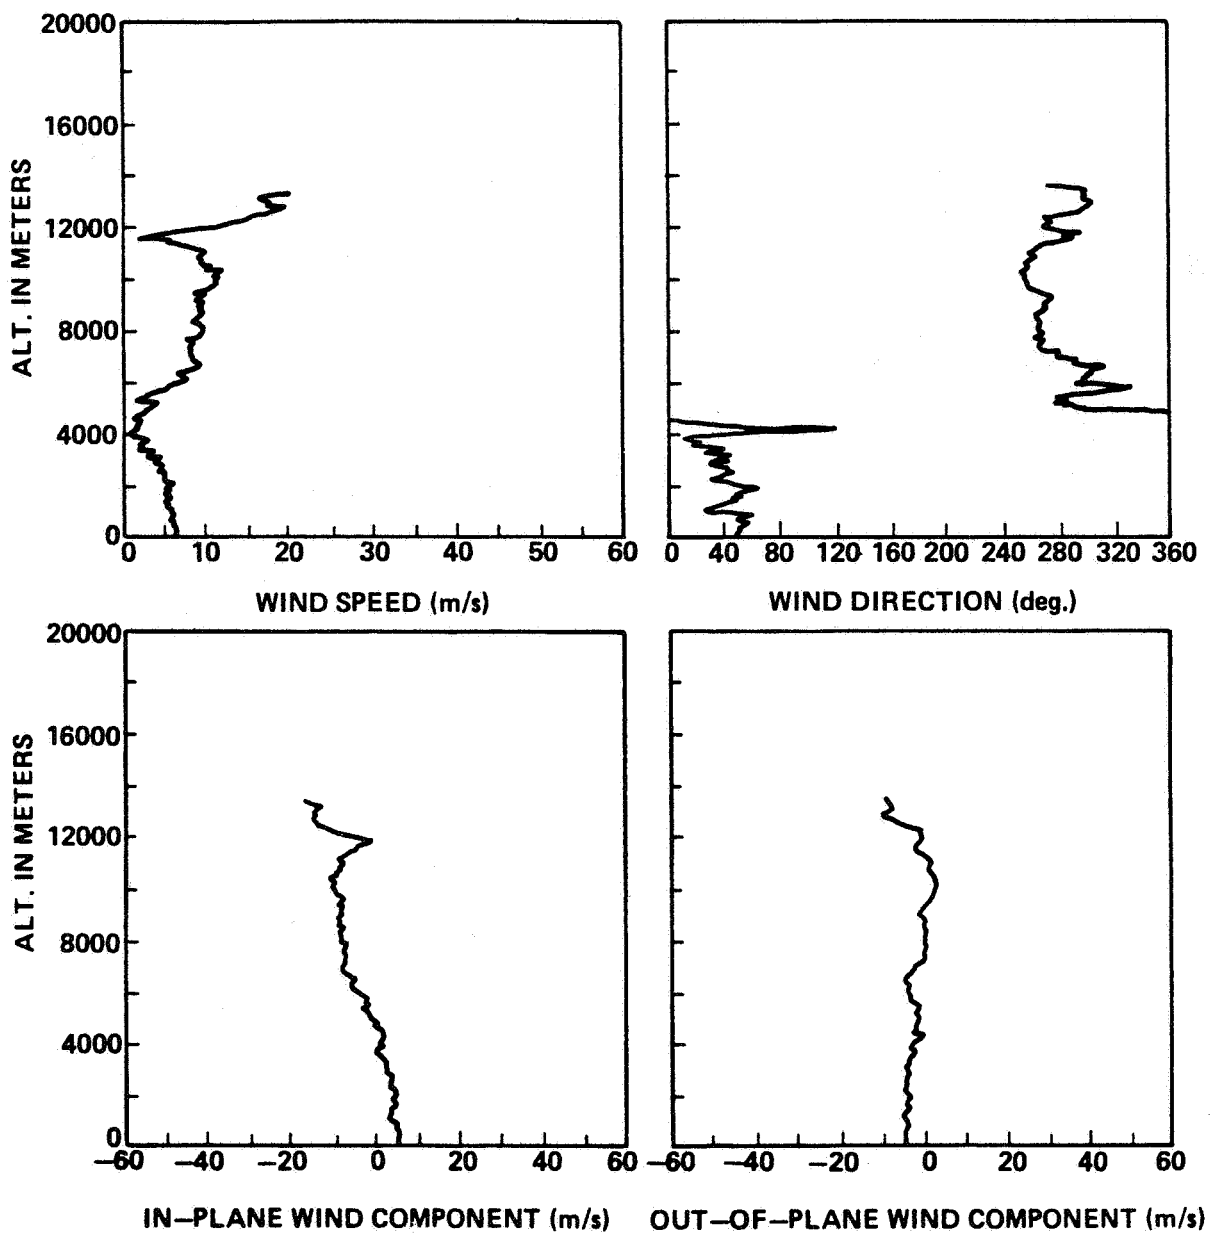 20000
16000
12000
8000
4000
0
ALT. IN METERS
0 10 20 30 40 50 60
WIND SPEED (m/s)
0 40 80 120 160 200 240 280 320 360
WIND DIRECTION (deg.)
20000
16000
12000
8000
4000
0
ALT. IN METERS
−60 −40 −20 0 20 40 60
IN−PLANE WIND COMPONENT (m/s)
−60 −40 −20 0 20 40 60
OUT−OF−PLANE WIND COMPONENT (m/s)